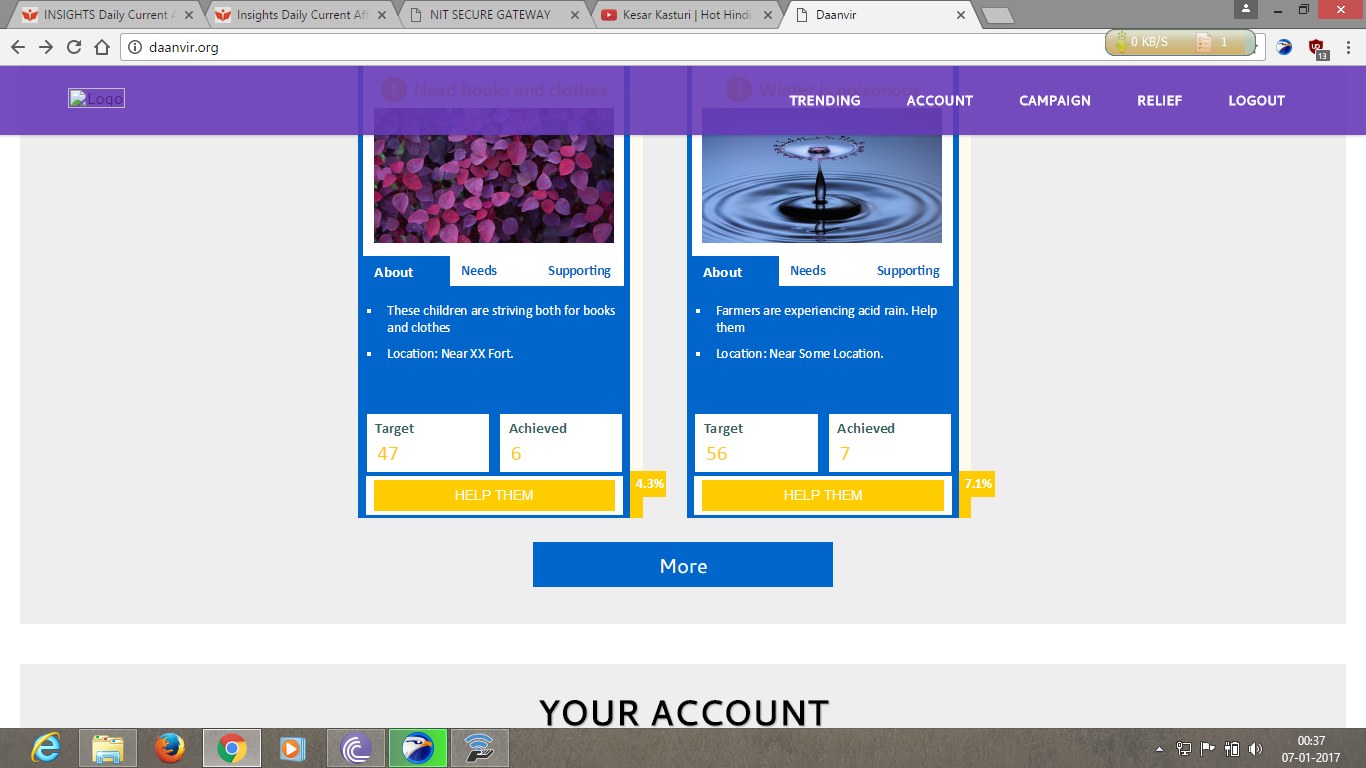 INSIGHTS Daily Current A
Insights Daily Current Aff
NIT SECURE GATEWAY
Kesar Kasturi | Hot Hindi
Daanvir
daanvir.org
0 KB/S
1
13
Logo
TRENDING
ACCOUNT
CAMPAIGN
RELIEF
LOGOUT
Need books and clothes
Winter is poisonous
About
Needs
Supporting
These children are striving both for books
and clothes
Location: Near XX Fort.
Target
47
Achieved
6
4.3%
HELP THEM
About
Needs
Supporting
Farmers are experiencing acid rain. Help
them
Location: Near Some Location.
Target
56
Achieved
7
7.1%
HELP THEM
More
YOUR ACCOUNT
00:37
07-01-2017